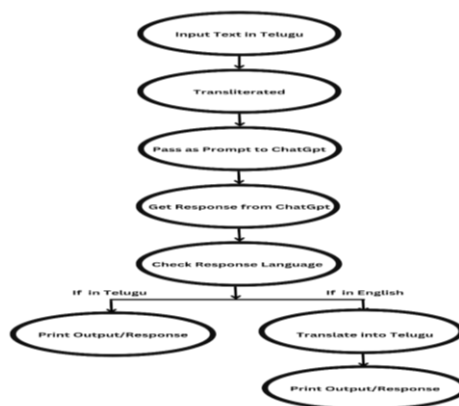 Input Text in Telugu
Transliterated
Pass as Prompt to ChatGpt
Get Response from ChatGpt
Check Response Language
If in Telugu
If in English
Print Output/Response
Translate into Telugu
Print Output/Response